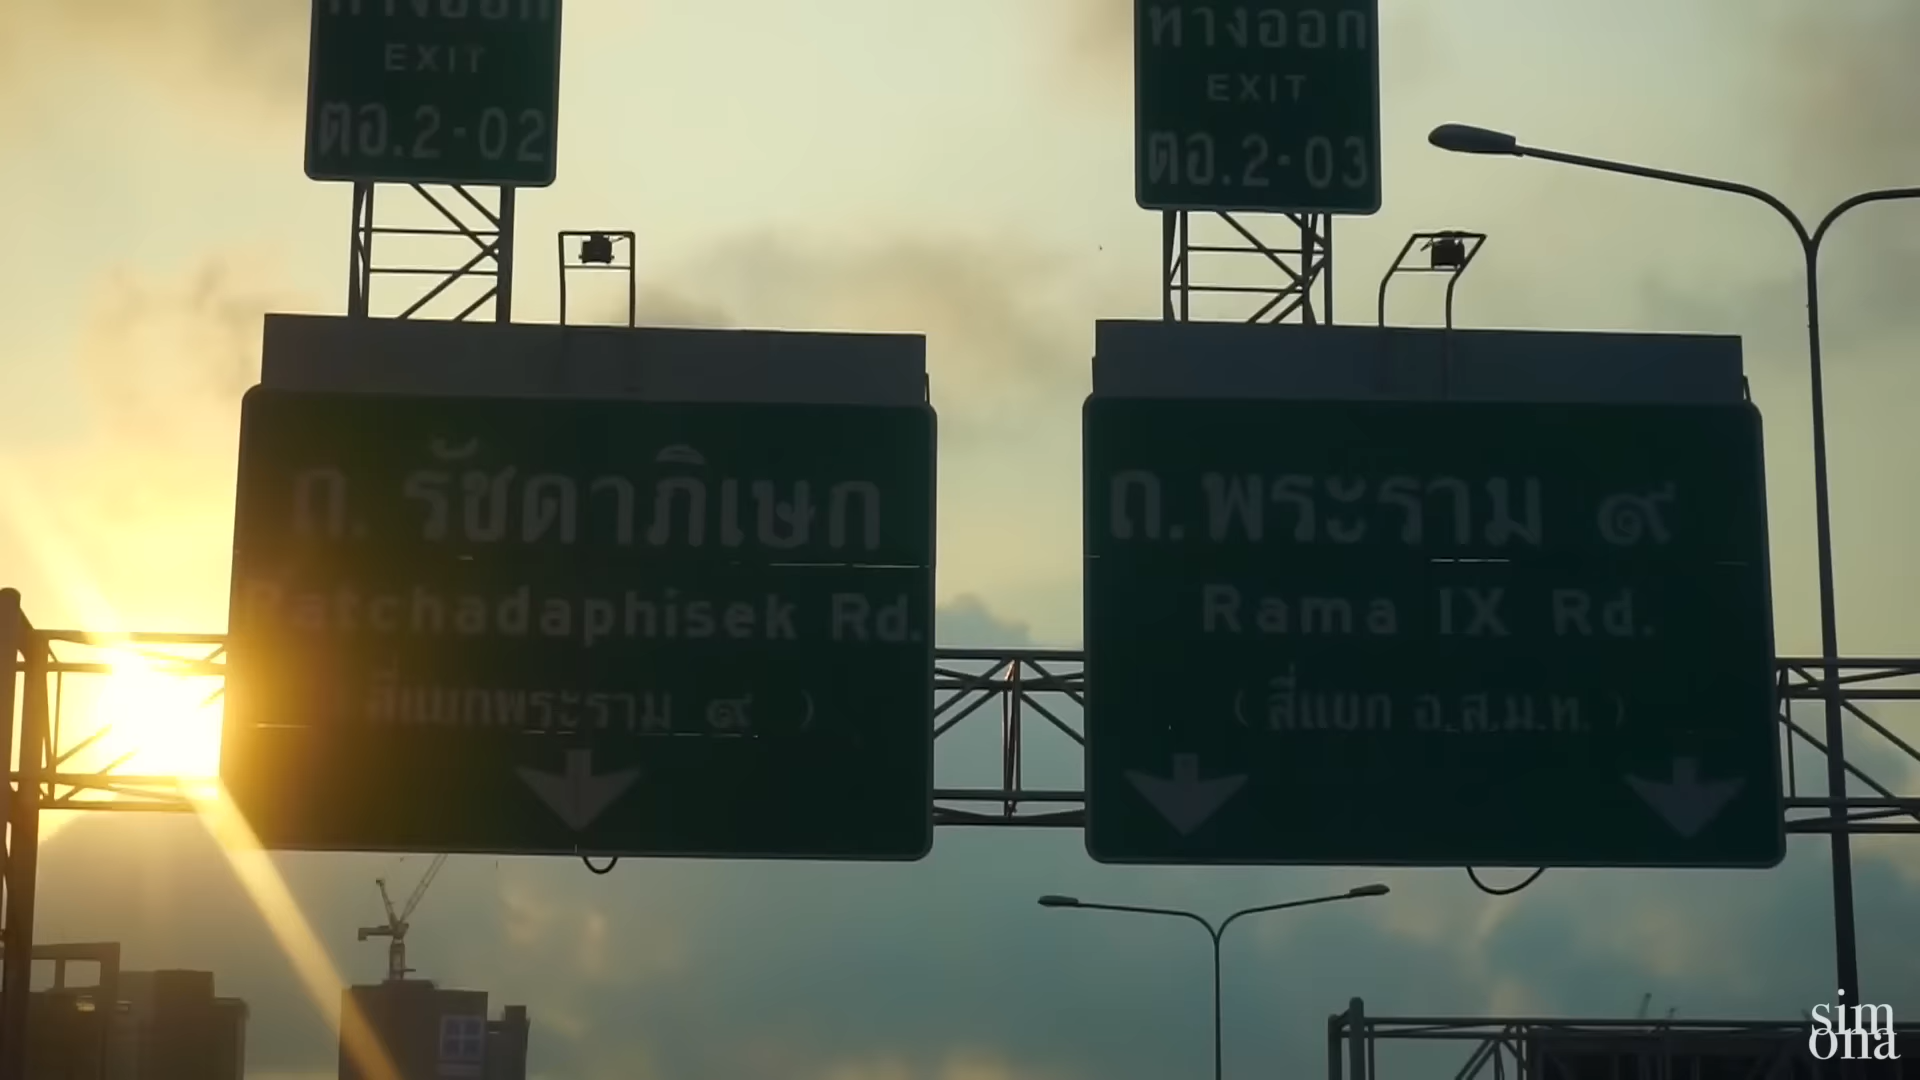 ทางออก
EXIT
ตอ.2-02
ถ. รัชดาภิเษก
Ratchadaphisek Rd.
สี่แยกพระราม ๙ )
ทางออก
EXIT
ตอ.2-03
ถ.พระราม ๙
Rama IX Rd.
( สี่แยก อ.ส.ม.ท. )
sim
ona